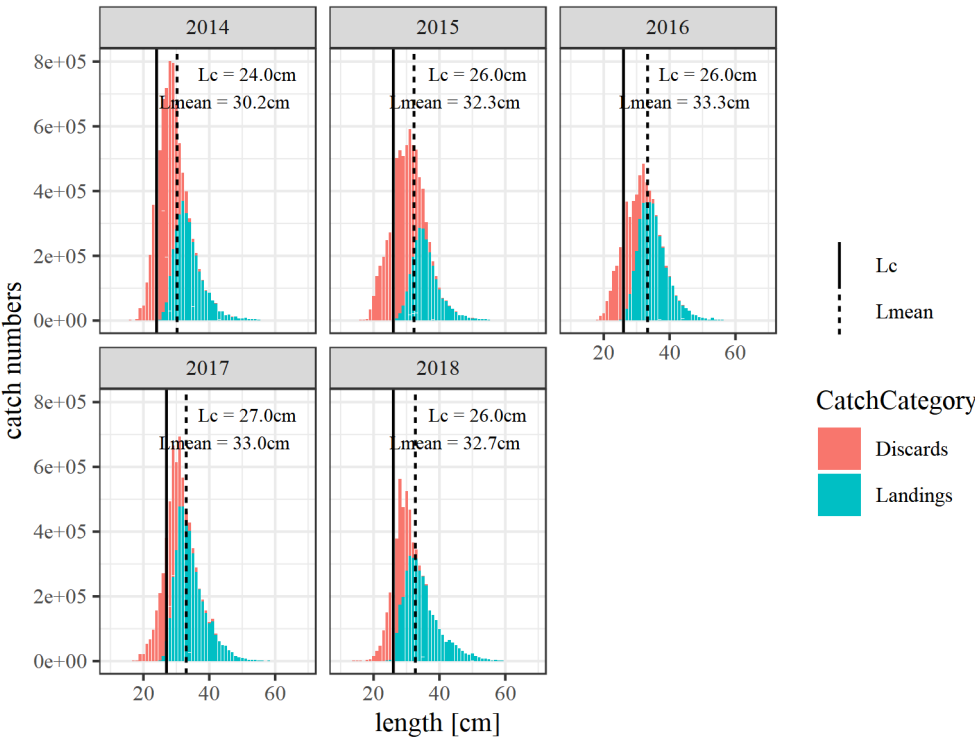 2014
2015
2016
8e+05
6e+05
4e+05
2e+05
0e+00
Lc = 24.0cm
Lmean = 30.2cm
Lc = 26.0cm
Lmean = 32.3cm
Lc = 26.0cm
Lmean = 33.3cm
20 40 60
2017
2018
8e+05
6e+05
4e+05
2e+05
0e+00
Lc = 27.0cm
Lmean = 33.0cm
Lc = 26.0cm
Lmean = 32.7cm
20 40 60
20 40 60
length [cm]
catch numbers
Lc
Lmean
CatchCategory
Discards
Landings